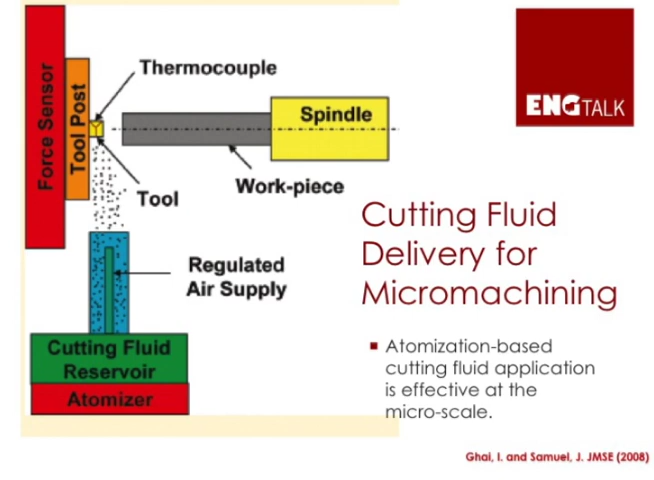 Force Sensor
Tool Post
Thermocouple
Spindle
Work-piece
Tool
Regulated
Air Supply
Cutting Fluid
Reservoir
Atomizer
ENGTALK
Cutting Fluid
Delivery for
Micromachining
Atomization-based
cutting fluid application
is effective at the
micro-scale.
Ghai, I. and Samuel, J. JMSE (2008)